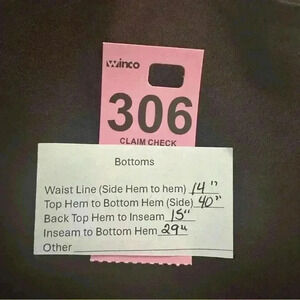 winco
306
CLAIM CHECK
Bottoms
Waist Line (Side Hem to hem) 14"
Top Hem to Bottom Hem (Side) 40"
Back Top Hem to Inseam 15"
Inseam to Bottom Hem 29"
Other